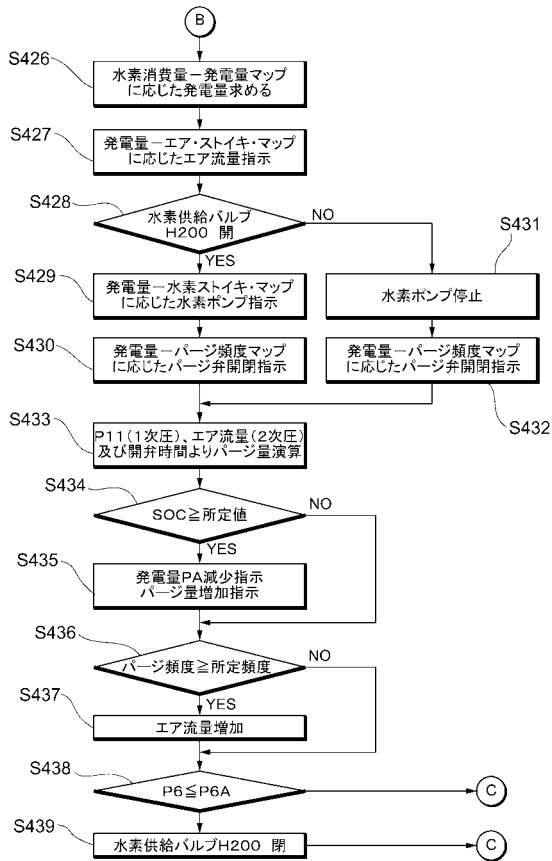 B
S426
水素消費量－発電量マップ
に応じた発電量求める
S427
発電量－エア・ストイキ・マップ
に応じたエア流量指示
S428
水素供給バルブ
H200 開
NO
YES
S429
発電量－水素ストイキ・マップ
に応じた水素ポンプ指示
S431
水素ポンプ停止
S430
発電量－パージ頻度マップ
に応じたパージ弁開閉指示
発電量－パージ頻度マップ
に応じたパージ弁開閉指示
S432
S433
P11(1次圧)、エア流量(2次圧)
及び開弁時間よりパージ量演算
S434
SOC≧所定値
NO
YES
S435
発電量PA減少指示
パージ量増加指示
S436
パージ頻度≧所定頻度
NO
YES
S437
エア流量増加
S438
P6≦P6A
C
S439
水素供給バルブH200 閉
C